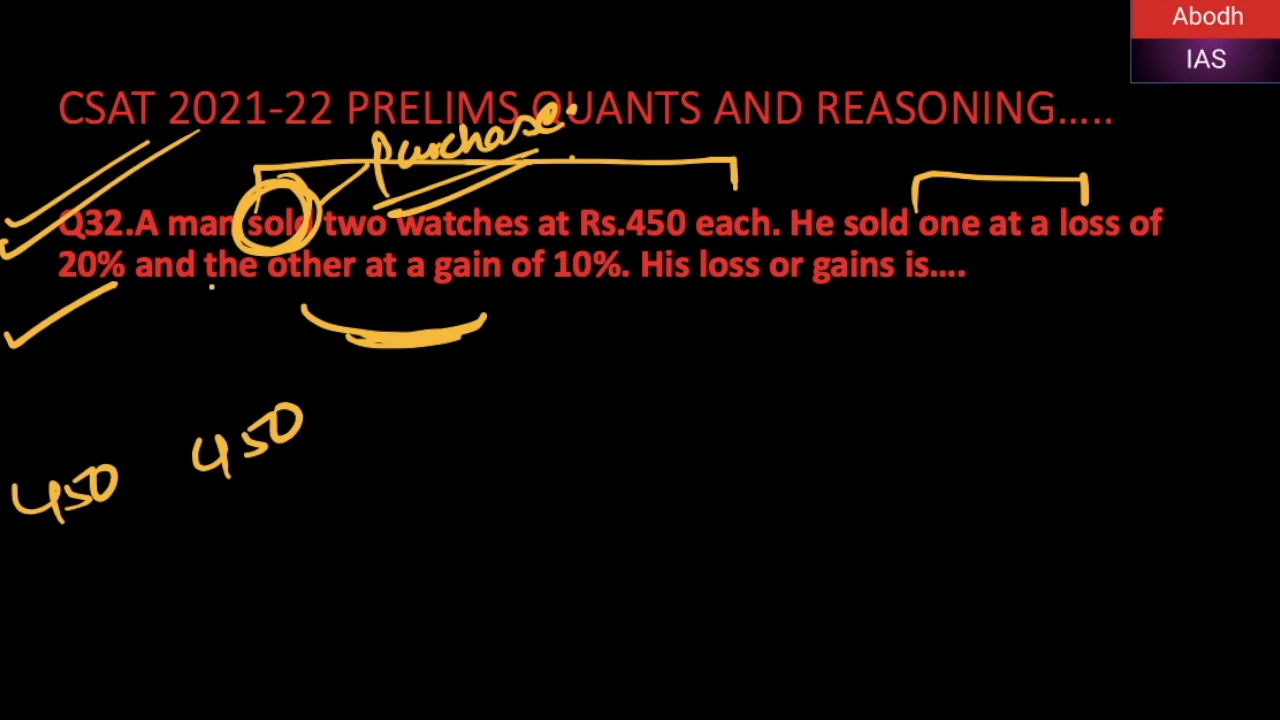 Abodh
IAS
CSAT 2021-22 PRELIMS QUANTS AND REASONING.....
Purchase.
Q32.A man sold two watches at Rs.450 each. He sold one at a loss of
20% and the other at a gain of 10%. His loss or gains is....
450
450